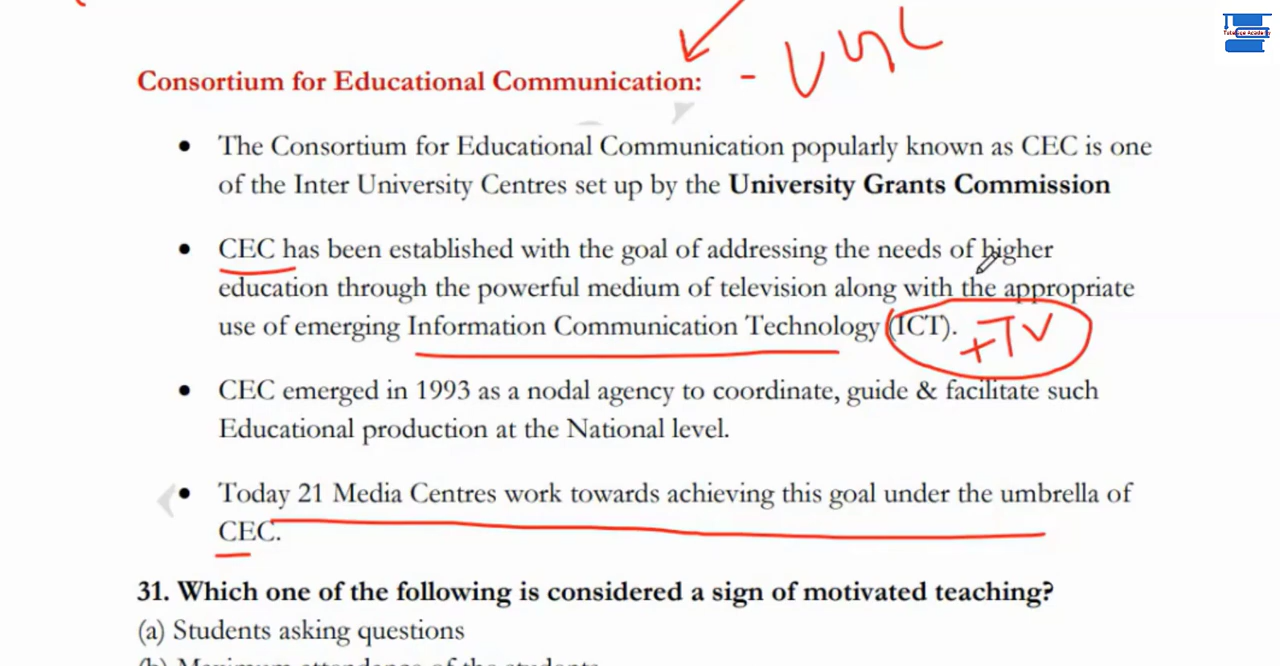 UGC
Consortium for Educational Communication: -
• The Consortium for Educational Communication popularly known as CEC is one
of the Inter University Centres set up by the University Grants Commission
• CEC has been established with the goal of addressing the needs of higher
education through the powerful medium of television along with the appropriate
use of emerging Information Communication Technology (ICT). +TV
• CEC emerged in 1993 as a nodal agency to coordinate, guide & facilitate such
Educational production at the National level.
• Today 21 Media Centres work towards achieving this goal under the umbrella of
CEC.
31. Which one of the following is considered a sign of motivated teaching?
(a) Students asking questions